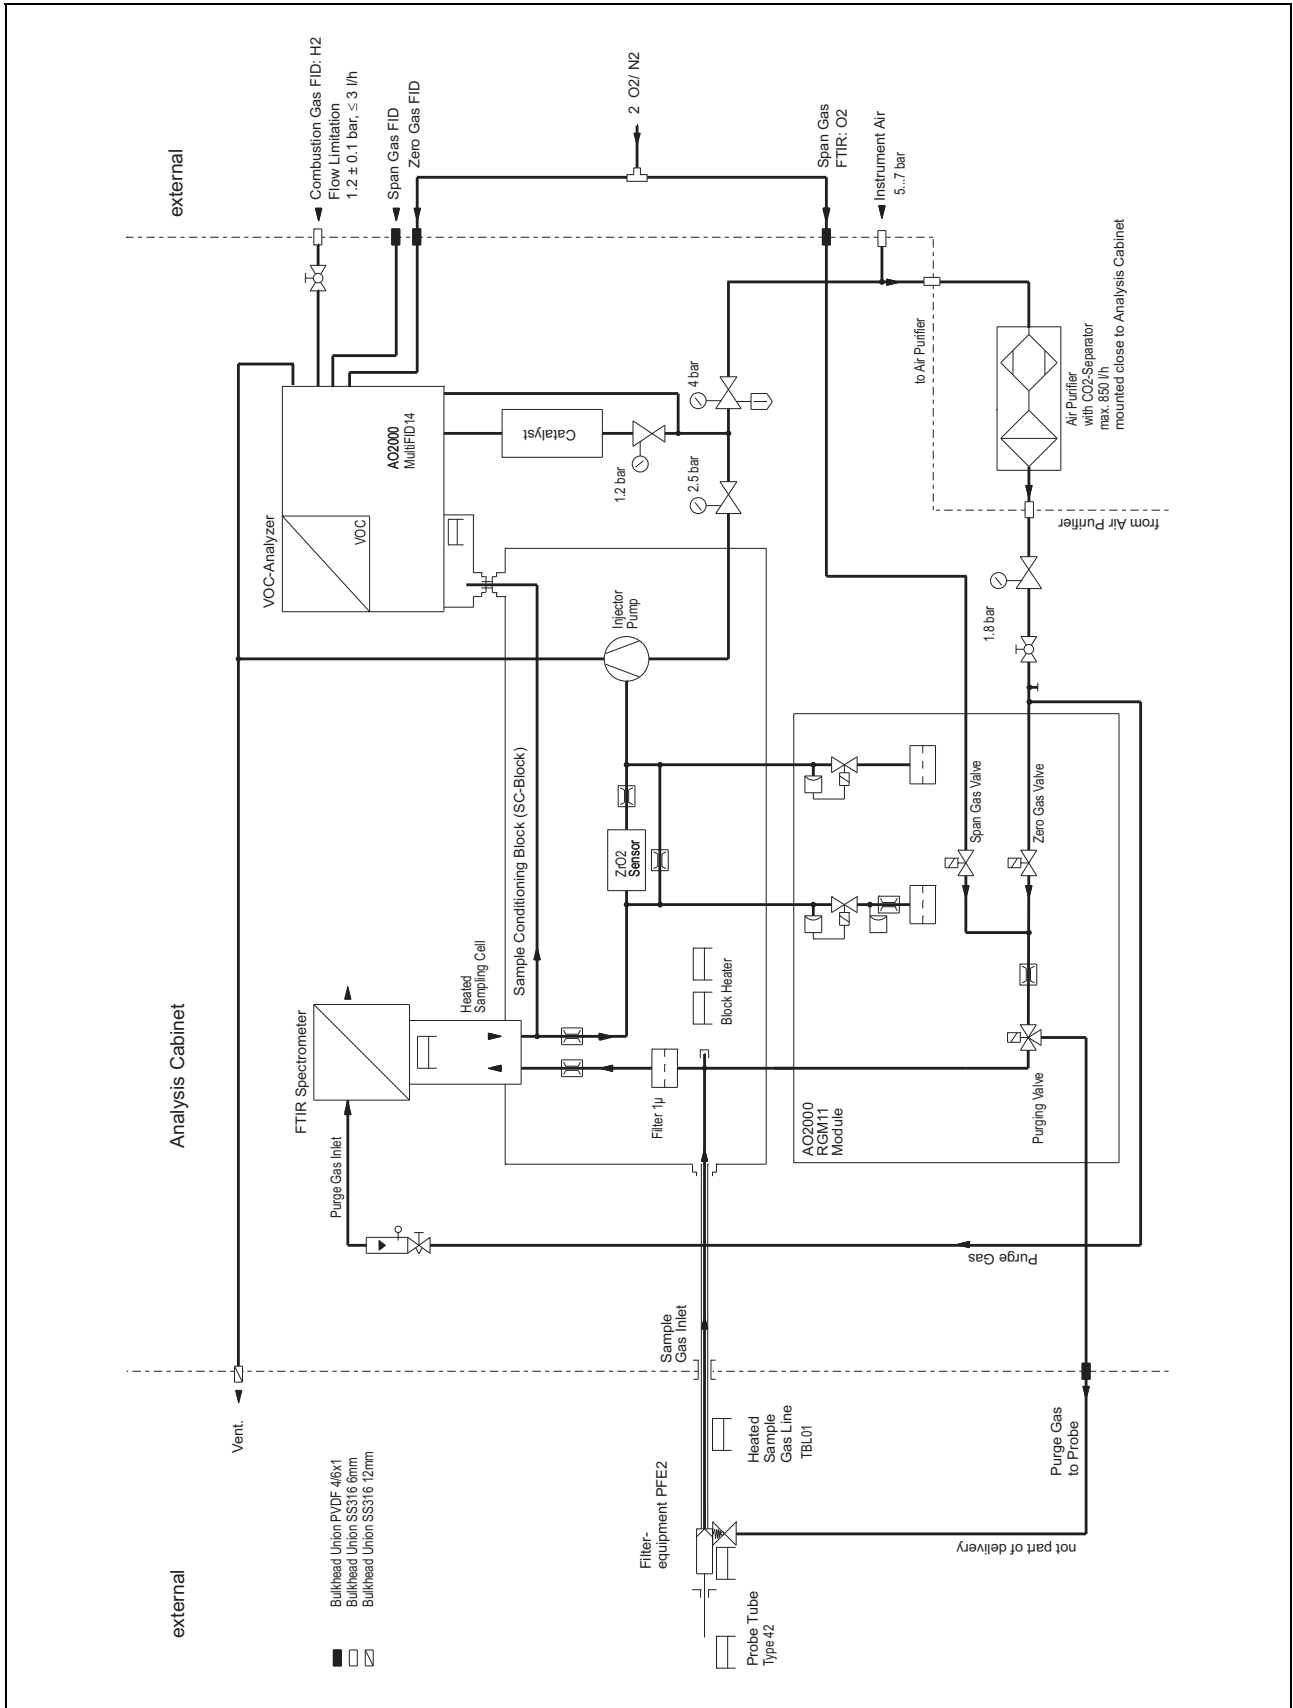 external
Analysis Cabinet
external
Combustion Gas FID: H2
Flow Limitation
1.2 ± 0.1 bar, ≤ 3 l/h
Span Gas FID
Zero Gas FID
2 O2/ N2
Span Gas
FTIR: O2
Instrument Air
5...7 bar
VOC-Analyzer
VOC
AO2000
MultiFID14
Catalyst
1.2 bar
4 bar
2.5 bar
to Air Purifier
Air Purifier
with CO2-Separator
max. 850 l/h
mounted close to Analysis Cabinet
from Air Purifier
1.8 bar
Injector
Pump
Sample Conditioning Block (SC-Block)
ZrO2
Sensor
Span Gas Valve
Zero Gas Valve
FTIR Spectrometer
Heated
Sampling Cell
Block Heater
Filter 1µ
Purge Gas Inlet
AO2000
RGM11
Module
Purging Valve
Purge Gas
Sample
Gas Inlet
Vent.
Heated
Sample
Gas Line
TBL01
Purge Gas
to Probe
Filter-
equipment PFE2
not part of delivery
Probe Tube
Type 42
Bulkhead Union PVDF 4/6x1
Bulkhead Union SS316 6mm
Bulkhead Union SS316 12mm